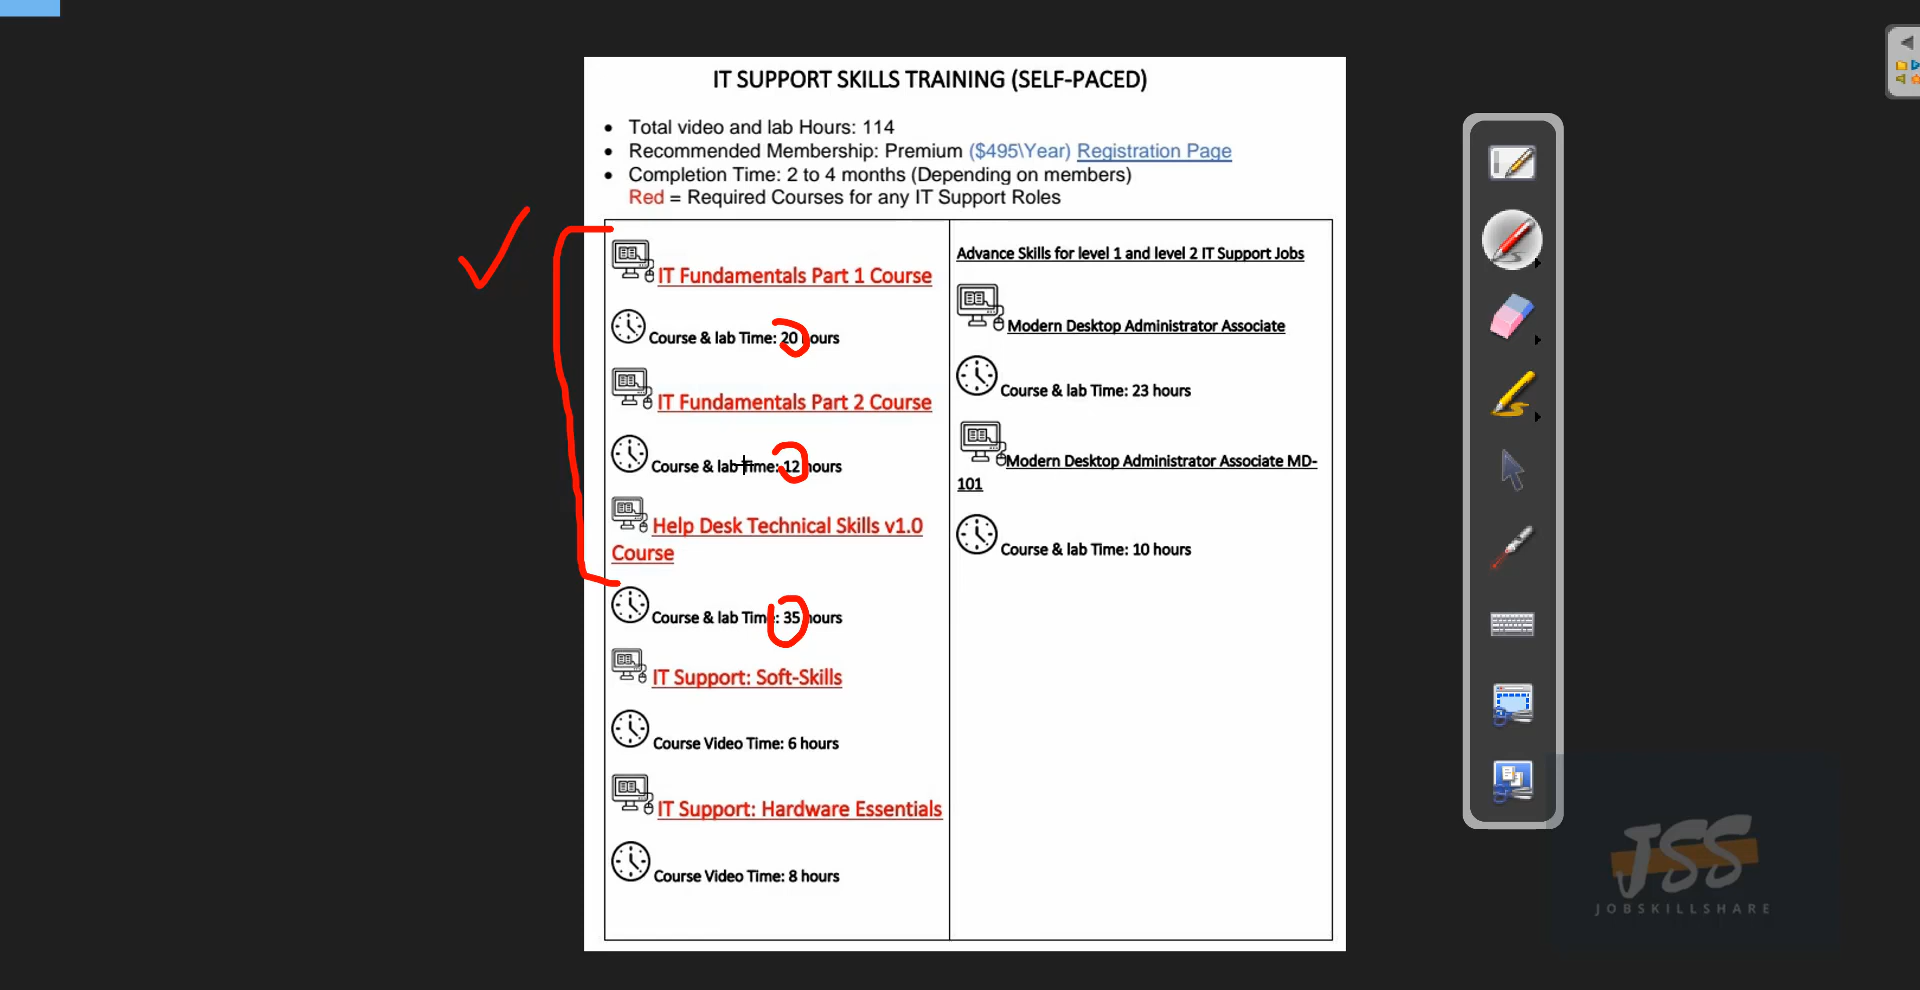 IT SUPPORT SKILLS TRAINING (SELF-PACED)
• Total video and lab Hours: 114
• Recommended Membership: Premium ($495\Year) Registration Page
• Completion Time: 2 to 4 months (Depending on members)
Red = Required Courses for any IT Support Roles
IT Fundamentals Part 1 Course
Course & lab Time: 20 hours
IT Fundamentals Part 2 Course
Course & lab Time: 12 hours
Help Desk Technical Skills v1.0
Course
Course & lab Time: 35 hours
IT Support: Soft-Skills
Course Video Time: 6 hours
IT Support: Hardware Essentials
Course Video Time: 8 hours
Advance Skills for level 1 and level 2 IT Support Jobs
Modern Desktop Administrator Associate
Course & lab Time: 23 hours
Modern Desktop Administrator Associate MD-
101
Course & lab Time: 10 hours
JSS
JOBSKILLSHARE